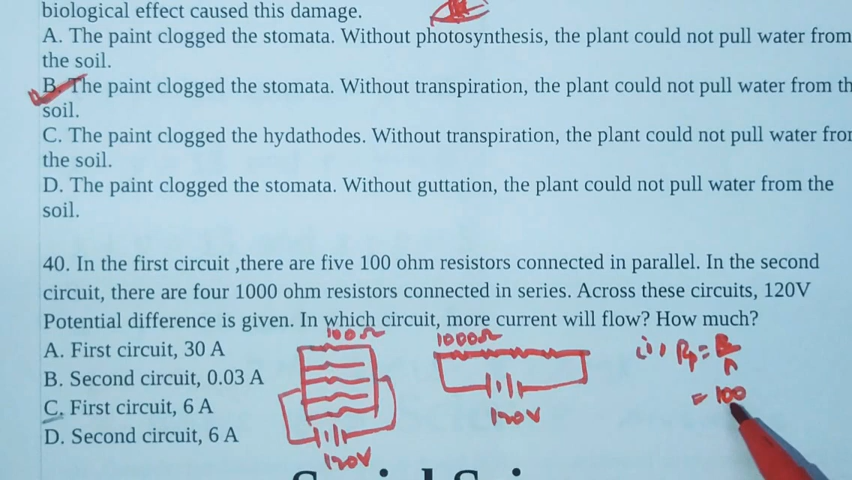 biological effect caused this damage.
A. The paint clogged the stomata. Without photosynthesis, the plant could not pull water from
the soil.
B. The paint clogged the stomata. Without transpiration, the plant could not pull water from th
soil.
C. The paint clogged the hydathodes. Without transpiration, the plant could not pull water from
the soil.
D. The paint clogged the stomata. Without guttation, the plant could not pull water from the
soil.
40. In the first circuit ,there are five 100 ohm resistors connected in parallel. In the second
circuit, there are four 1000 ohm resistors connected in series. Across these circuits, 120V
Potential difference is given. In which circuit, more current will flow? How much?
A. First circuit, 30 A
B. Second circuit, 0.03 A
C. First circuit, 6 A
D. Second circuit, 6 A
100Ω
120V
1000Ω
120V
i) Rp = R/n
= 100